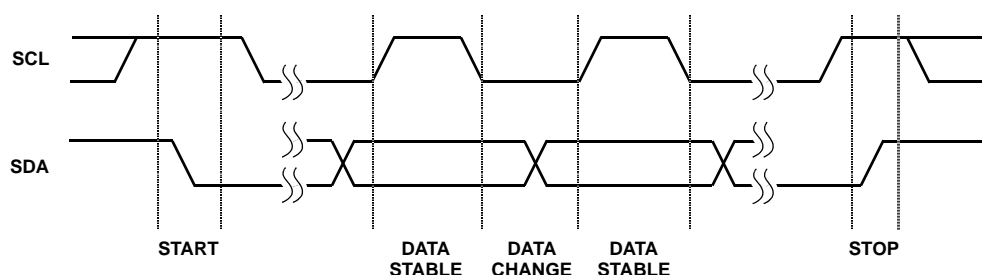 SCL
SDA
START
DATA STABLE
DATA CHANGE
DATA STABLE
STOP